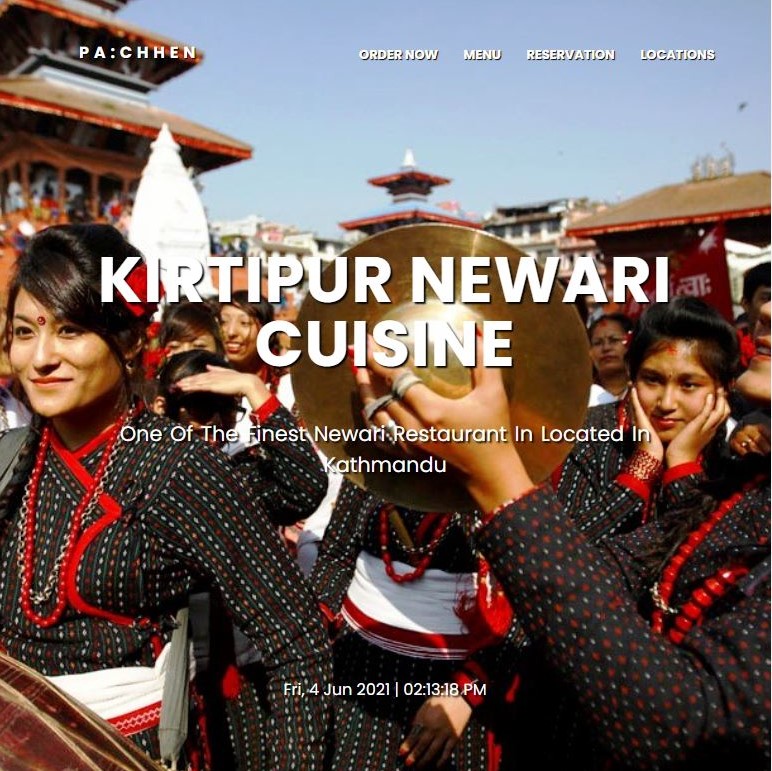 PA:CHHEN
ORDER NOW MENU RESERVATION LOCATIONS
KIRTIPUR NEWARI
CUISINE
One Of The Finest Newari Restaurant In Located In
Kathmandu
Fri, 4 Jun 2021 | 02:13:18 PM